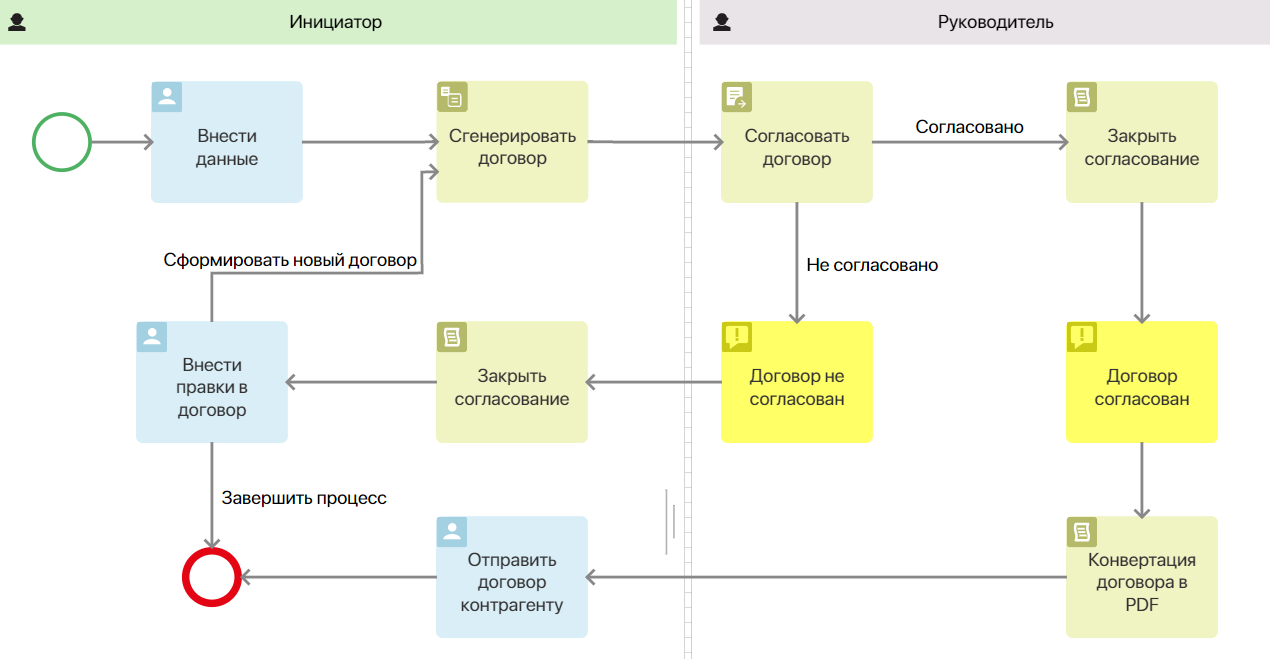 Инициатор
Руководитель
Внести
данные
Сгенерировать
договор
Согласовать
договор
Согласовано
Закрыть
согласование
Сформировать новый договор
Не согласовано
Внести
правки в
договор
Закрыть
согласование
Договор не
согласован
Договор
согласован
Завершить процесс
Отправить
договор
контрагенту
Конвертация
договора в
PDF